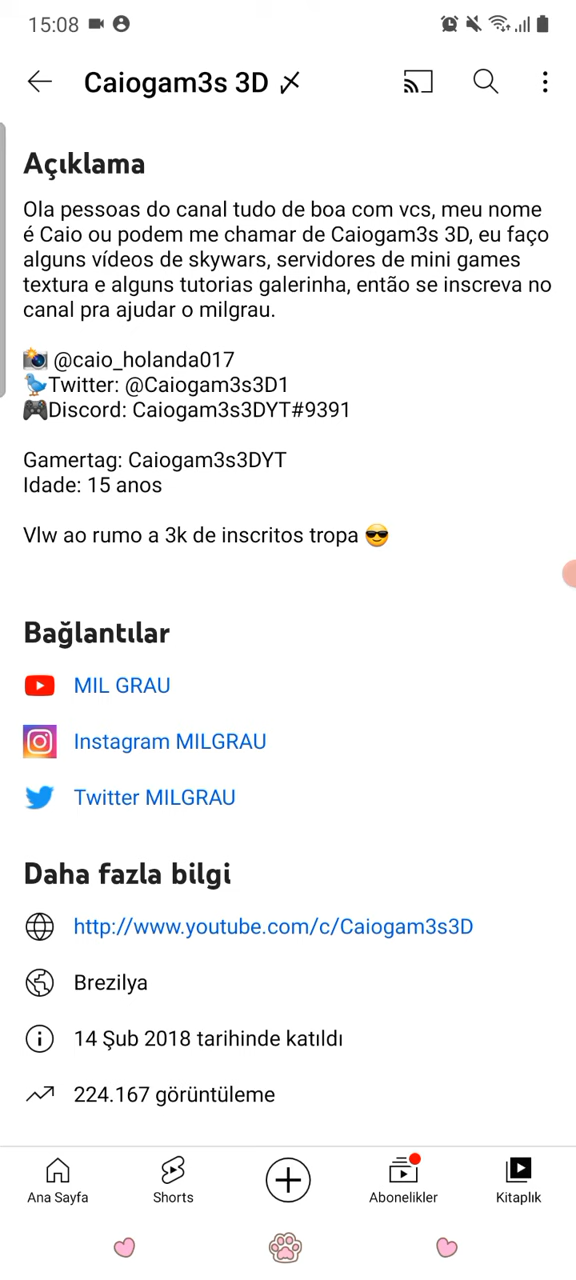 15:08
Caiogam3s 3D 〆
Açıklama
Ola pessoas do canal tudo de boa com vcs, meu nome
é Caio ou podem me chamar de Caiogam3s 3D, eu faço
alguns vídeos de skywars, servidores de mini games
textura e alguns tutorias galerinha, então se inscreva no
canal pra ajudar o milgrau.
📸 @caio_holanda017
🐦Twitter: @Caiogam3s3D1
🎮Discord: Caiogam3s3DYT#9391
Gamertag: Caiogam3s3DYT
Idade: 15 anos
Vlw ao rumo a 3k de inscritos tropa 😎
Bağlantılar
MIL GRAU
Instagram MILGRAU
Twitter MILGRAU
Daha fazla bilgi
http://www.youtube.com/c/Caiogam3s3D
Brezilya
14 Şub 2018 tarihinde katıldı
224.167 görüntüleme
Ana Sayfa
Shorts
Abonelikler
Kitaplık